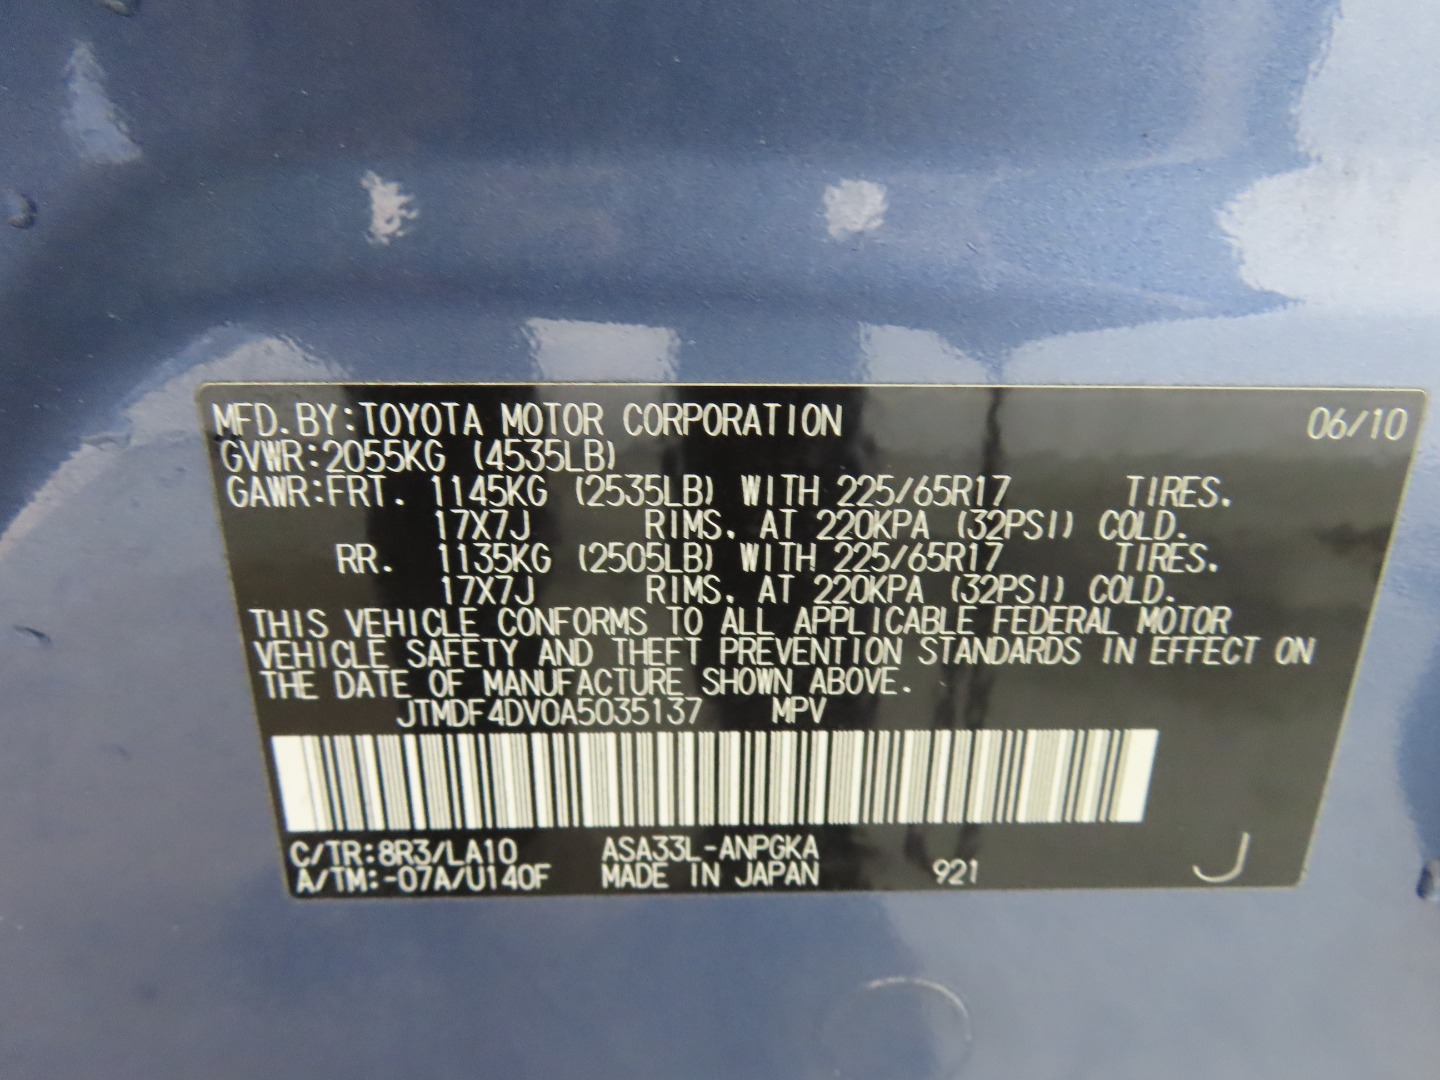 MFD. BY: TOYOTA MOTOR CORPORATION 06/10
GVWR: 2055KG (4535LB)
GAWR: FRT. 1145KG (2535LB) WITH 225/65R17 TIRES.
17X7J RIMS. AT 220KPA (32PSI) COLD.
RR. 1135KG (2505LB) WITH 225/65R17 TIRES.
17X7J RIMS. AT 220KPA (32PSI) COLD.
THIS VEHICLE CONFORMS TO ALL APPLICABLE FEDERAL MOTOR
VEHICLE SAFETY AND THEFT PREVENTION STANDARDS IN EFFECT ON
THE DATE OF MANUFACTURE SHOWN ABOVE.
JTMDF4DV0A5035137 MPV
C/TR: 8R3/LA10 ASA33L-ANPGKA
A/TM: -07A/U140F MADE IN JAPAN 921 J